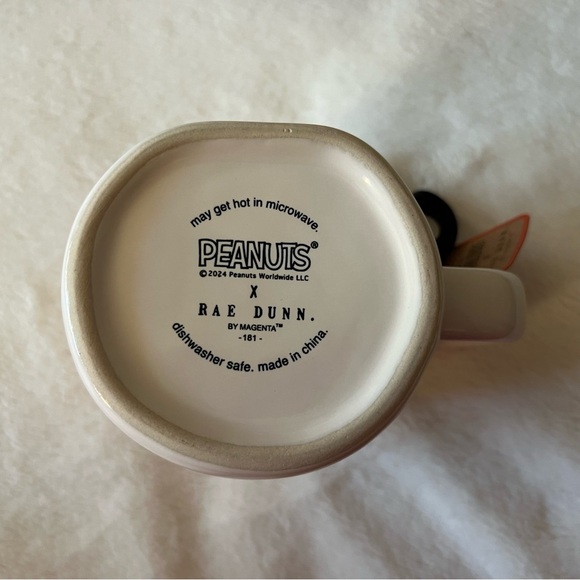 may get hot in microwave.
PEANUTS®
©2024 Peanuts Worldwide LLC
X
RAE DUNN.
BY MAGENTA™
-181-
dishwasher safe. made in china.